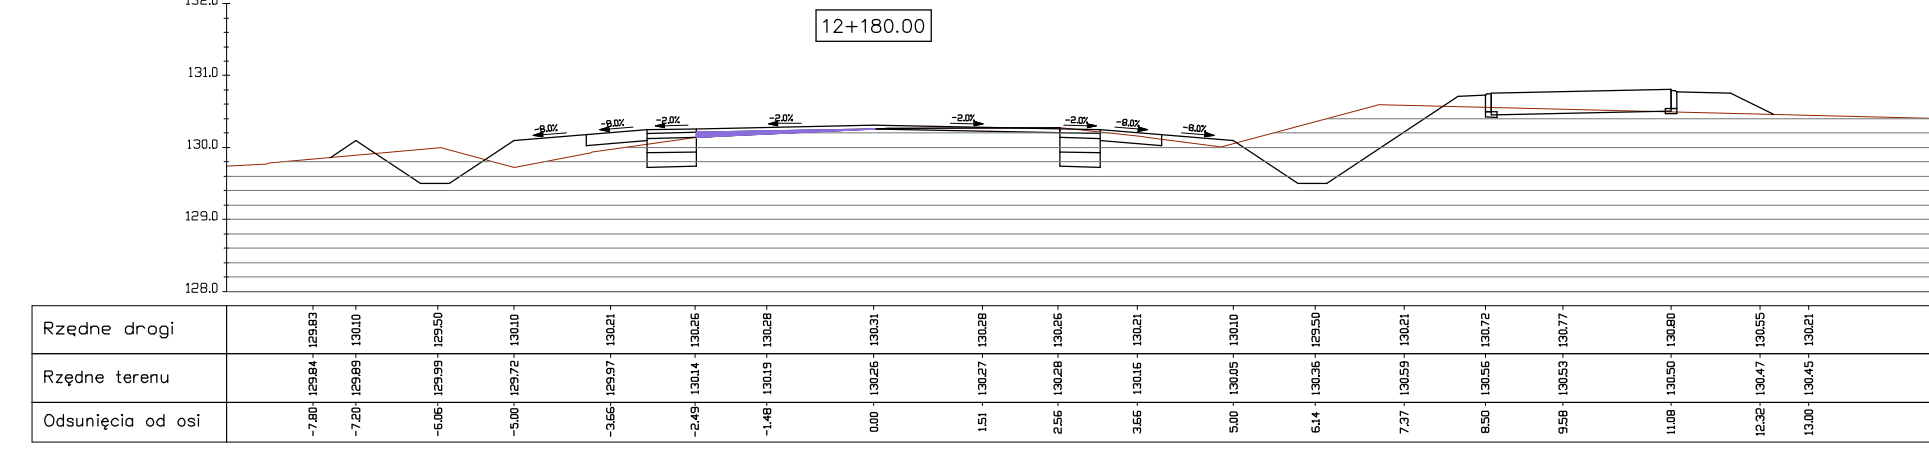 132.0
12+180.00
131.0
-8.0% -8.0% -2.0% -2.0% -2.0% -2.0% -8.0% -8.0%
130.0
129.0
128.0
Rzędne drogi 129.83 130.10 129.50 130.10 130.21 130.26 130.28 130.31 130.28 130.26 130.21 130.10 129.50 130.21 130.72 130.77 130.80 130.55 130.21
Rzędne terenu 129.84 129.89 129.99 129.72 129.97 130.14 130.19 130.26 130.27 130.28 130.16 130.05 130.36 130.59 130.56 130.53 130.50 130.47 130.45
Odsunięcia od osi -7.80 -7.20 -6.06 -5.00 -3.66 -2.49 -1.48 0.00 1.51 2.56 3.66 5.00 6.14 7.37 8.50 9.58 11.08 12.32 13.00